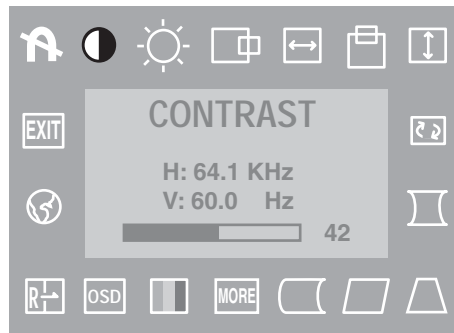 EXIT
CONTRAST
H: 64.1 KHz
V: 60.0 Hz
42
R
OSD
MORE